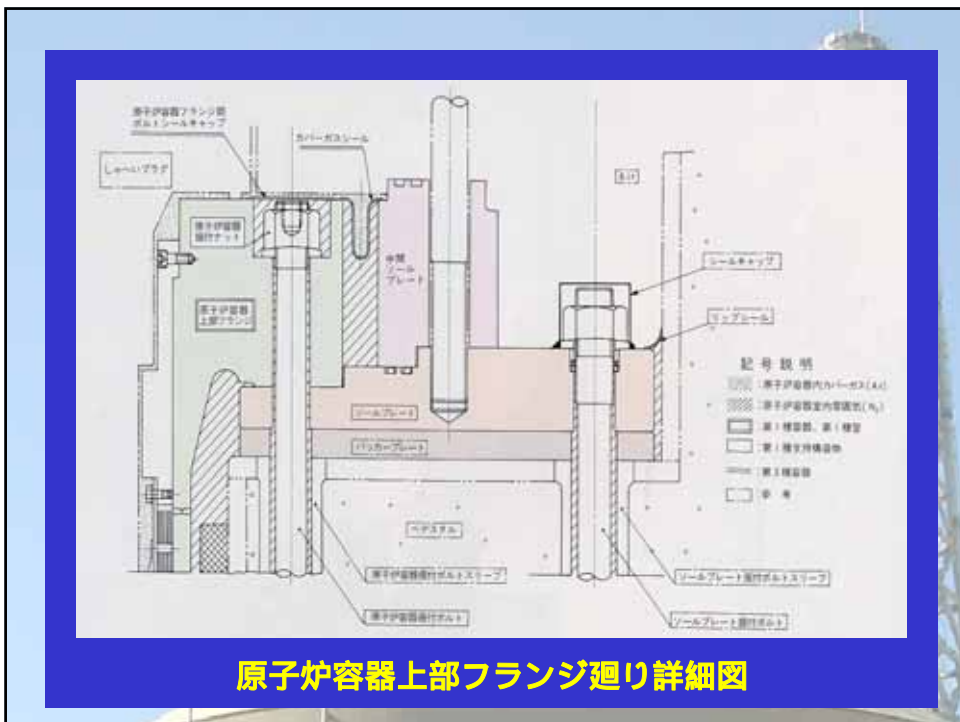 原子炉容器フランジ部
ボルトシールキャップ
カバーガスシール
しゃへいプラグ
原子炉容器
据付ナット
中間
ソール
プレート
シールキャップ
原子炉容器
上部フランジ
リップシール
記号説明
:原子炉容器内カバーガス(Ar)
:原子炉容器室内雰囲気(N₂)
ソールプレート
:第1種容器、第1種管
バッカープレート
:第1種支持構造物
:参考
ペデスタル
原子炉容器据付ボルトスリーブ
ソールプレート据付ボルトスリーブ
原子炉容器据付ボルト
ソールプレート据付ボルト
原子炉容器上部フランジ廻り詳細図